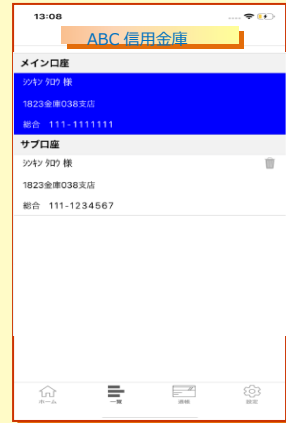 13:08
ABC 信用金庫
メイン口座
シンキン タロウ 様
1823金庫038支店
総合 111-1111111
サブ口座
シンキン タロウ 様
1823金庫038支店
総合 111-1234567
ホーム 一覧 通帳 設定